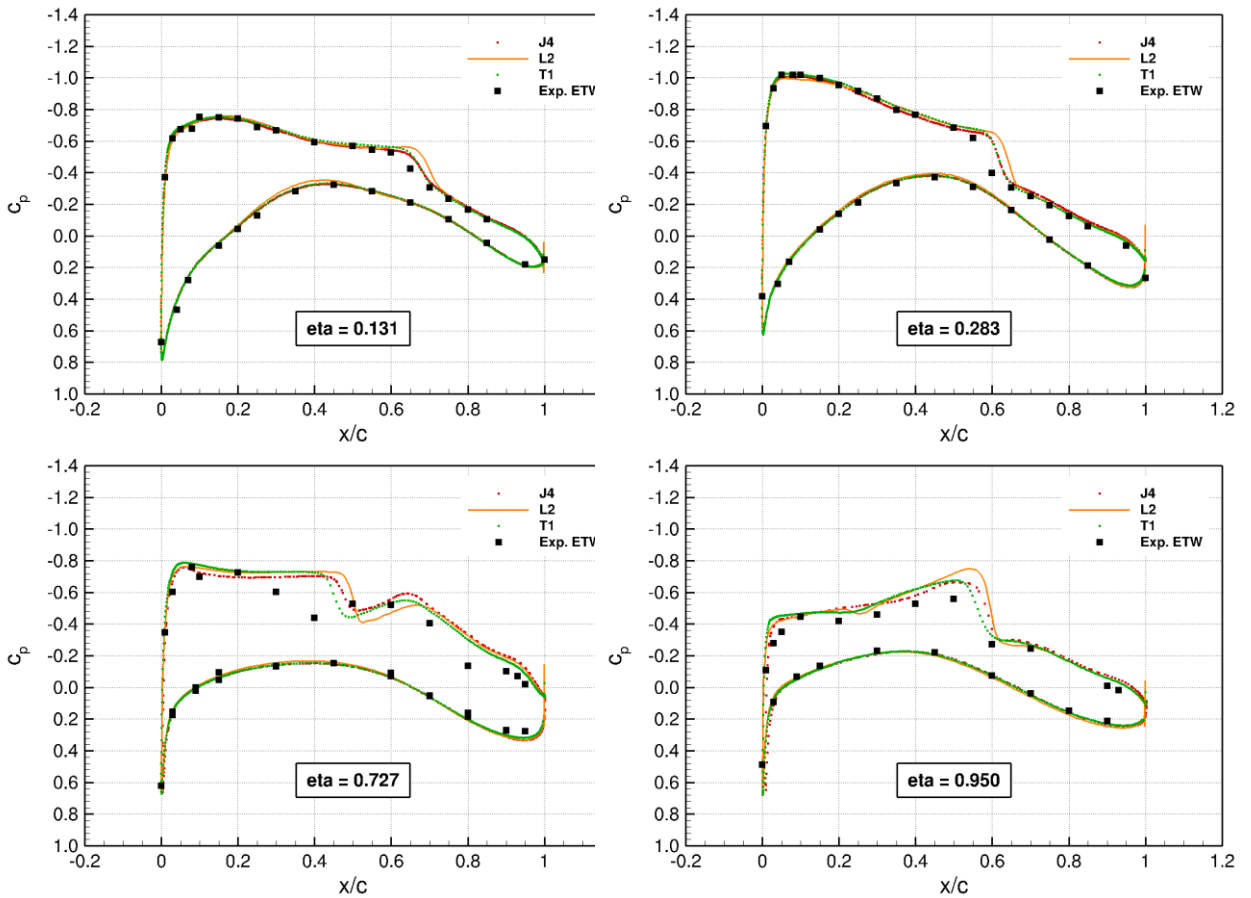 -1.4
-1.2
-1.0
-0.8
-0.6
-0.4
-0.2
0.0
0.2
0.4
0.6
0.8
1.0
-0.2 0 0.2 0.4 0.6 0.8 1
x/c
Cp
J4
L2
T1
Exp. ETW
eta = 0.131
-1.4
-1.2
-1.0
-0.8
-0.6
-0.4
-0.2
0.0
0.2
0.4
0.6
0.8
1.0
-0.2 0 0.2 0.4 0.6 0.8 1 1.2
x/c
Cp
J4
L2
T1
Exp. ETW
eta = 0.283
-1.4
-1.2
-1.0
-0.8
-0.6
-0.4
-0.2
0.0
0.2
0.4
0.6
0.8
1.0
-0.2 0 0.2 0.4 0.6 0.8 1
x/c
Cp
J4
L2
T1
Exp. ETW
eta = 0.727
-1.4
-1.2
-1.0
-0.8
-0.6
-0.4
-0.2
0.0
0.2
0.4
0.6
0.8
1.0
-0.2 0 0.2 0.4 0.6 0.8 1 1.2
x/c
Cp
J4
L2
T1
Exp. ETW
eta = 0.950